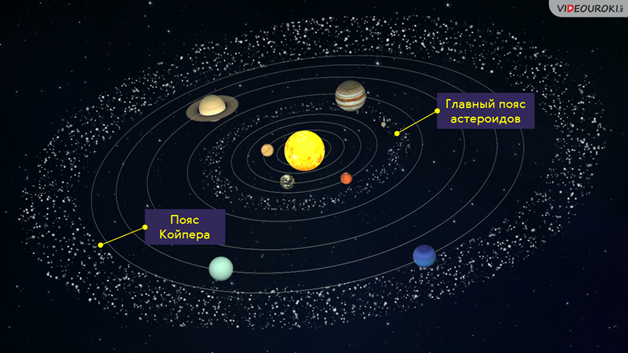 VIDEOUROKI
Главный пояс
астероидов
Пояс
Койпера